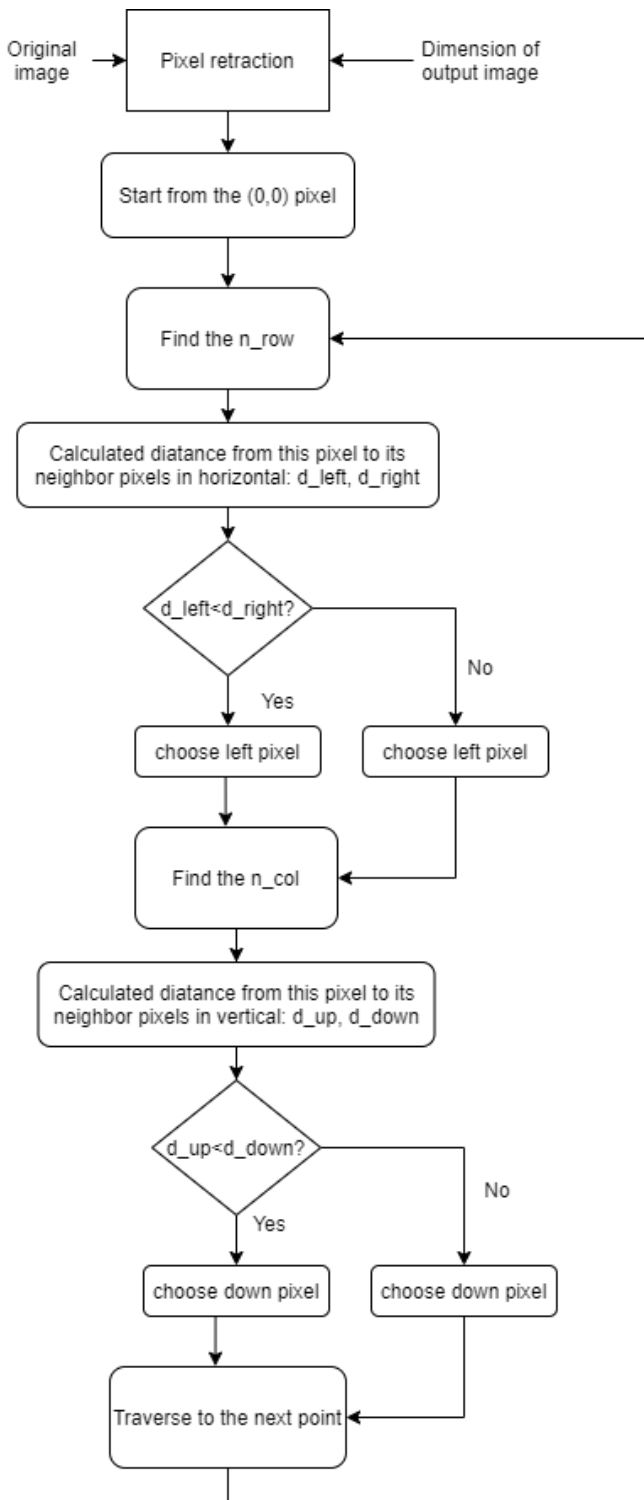 Original
image
Pixel retraction
Dimension of
output image
Start from the (0,0) pixel
Find the n_row
Calculated diatance from this pixel to its
neighbor pixels in horizontal: d_left, d_right
d_left<d_right?
No
Yes
choose left pixel
choose left pixel
Find the n_col
Calculated diatance from this pixel to its
neighbor pixels in vertical: d_up, d_down
d_up<d_down?
No
Yes
choose down pixel
choose down pixel
Traverse to the next point